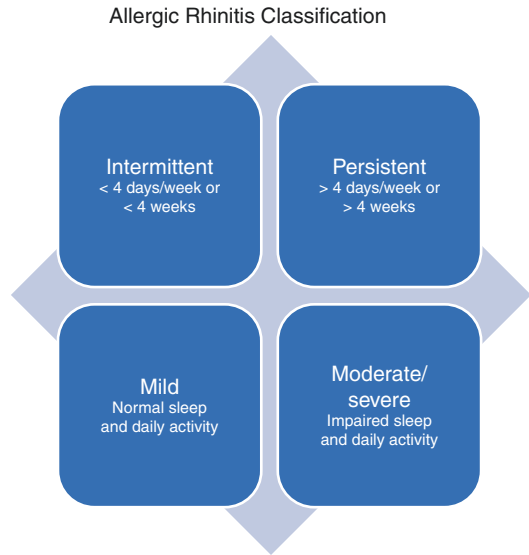 Allergic Rhinitis Classification
Intermittent
< 4 days/week or
< 4 weeks
Persistent
> 4 days/week or
> 4 weeks
Mild
Normal sleep
and daily activity
Moderate/
severe
Impaired sleep
and daily activity